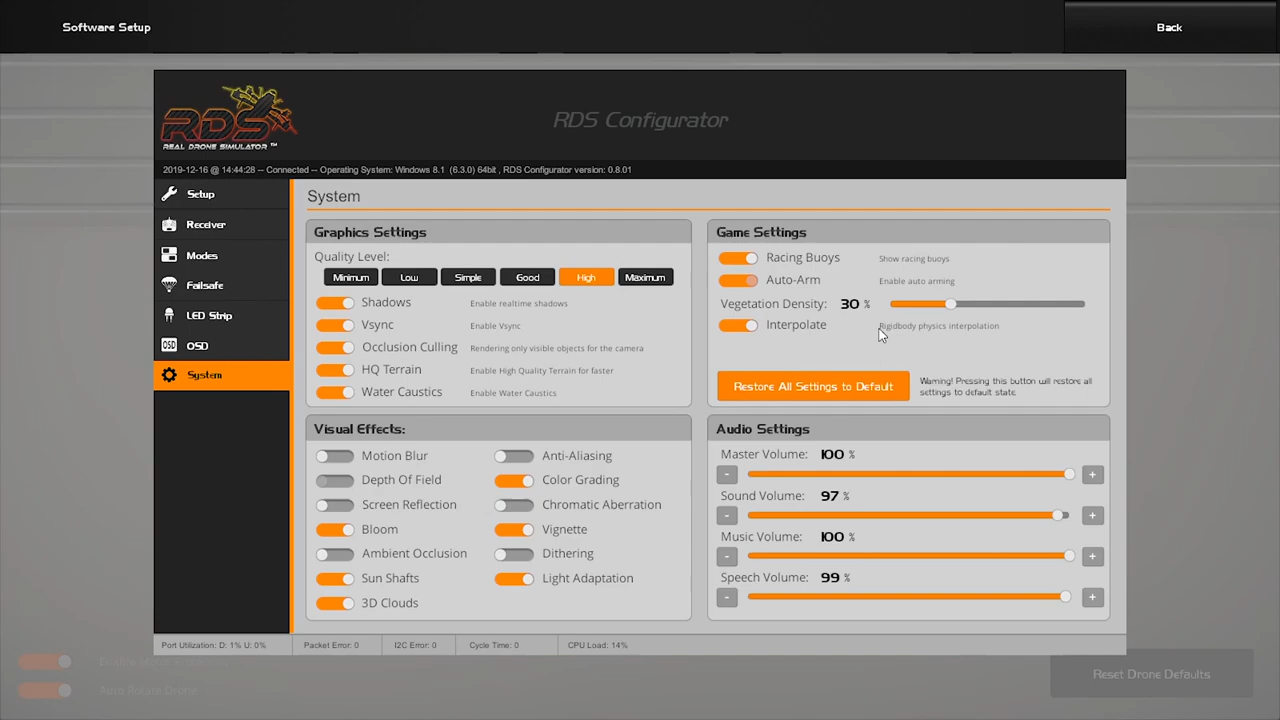 Software Setup
Back
RDS
REAL DRONE SIMULATOR™
RDS Configurator
2019-12-16 @ 14:44:28 -- Connected -- Operating System: Windows 8.1 (6.3.0) 64bit , RDS Configurator version: 0.8.01
Setup
Receiver
Modes
Failsafe
LED Strip
OSD OSD
System
System
Graphics Settings
Quality Level:
Minimum Low Simple Good High Maximum
Shadows Enable realtime shadows
Vsync Enable Vsync
Occlusion Culling Rendering only visible objects for the camera
HQ Terrain Enable High Quality Terrain for faster
Water Caustics Enable Water Caustics
Game Settings
Racing Buoys Show racing buoys
Auto-Arm Enable auto arming
Vegetation Density: 30 %
Interpolate Rigidbody physics interpolation
Restore All Settings to Default
Warning! Pressing this button will restore all
settings to default state.
Visual Effects:
Motion Blur Anti-Aliasing
Depth Of Field Color Grading
Screen Reflection Chromatic Aberration
Bloom Vignette
Ambient Occlusion Dithering
Sun Shafts Light Adaptation
3D Clouds
Audio Settings
Master Volume: 100 %
- +
Sound Volume: 97 %
- +
Music Volume: 100 %
- +
Speech Volume: 99 %
- +
Port Utilization: D: 1% U: 0% Packet Error: 0 I2C Error: 0 Cycle Time: 0 CPU Load: 14%
Auto Rotate Drone
Reset Drone Defaults